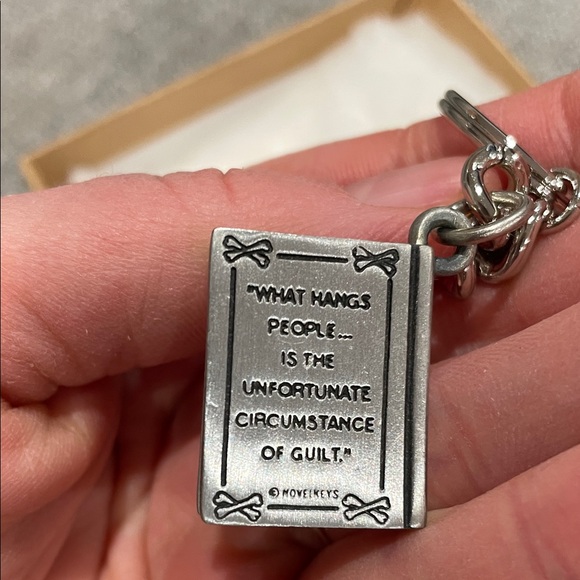 "WHAT HANGS
PEOPLE...
IS THE
UNFORTUNATE
CIRCUMSTANCE
OF GUILT."
© NOVELKEYS